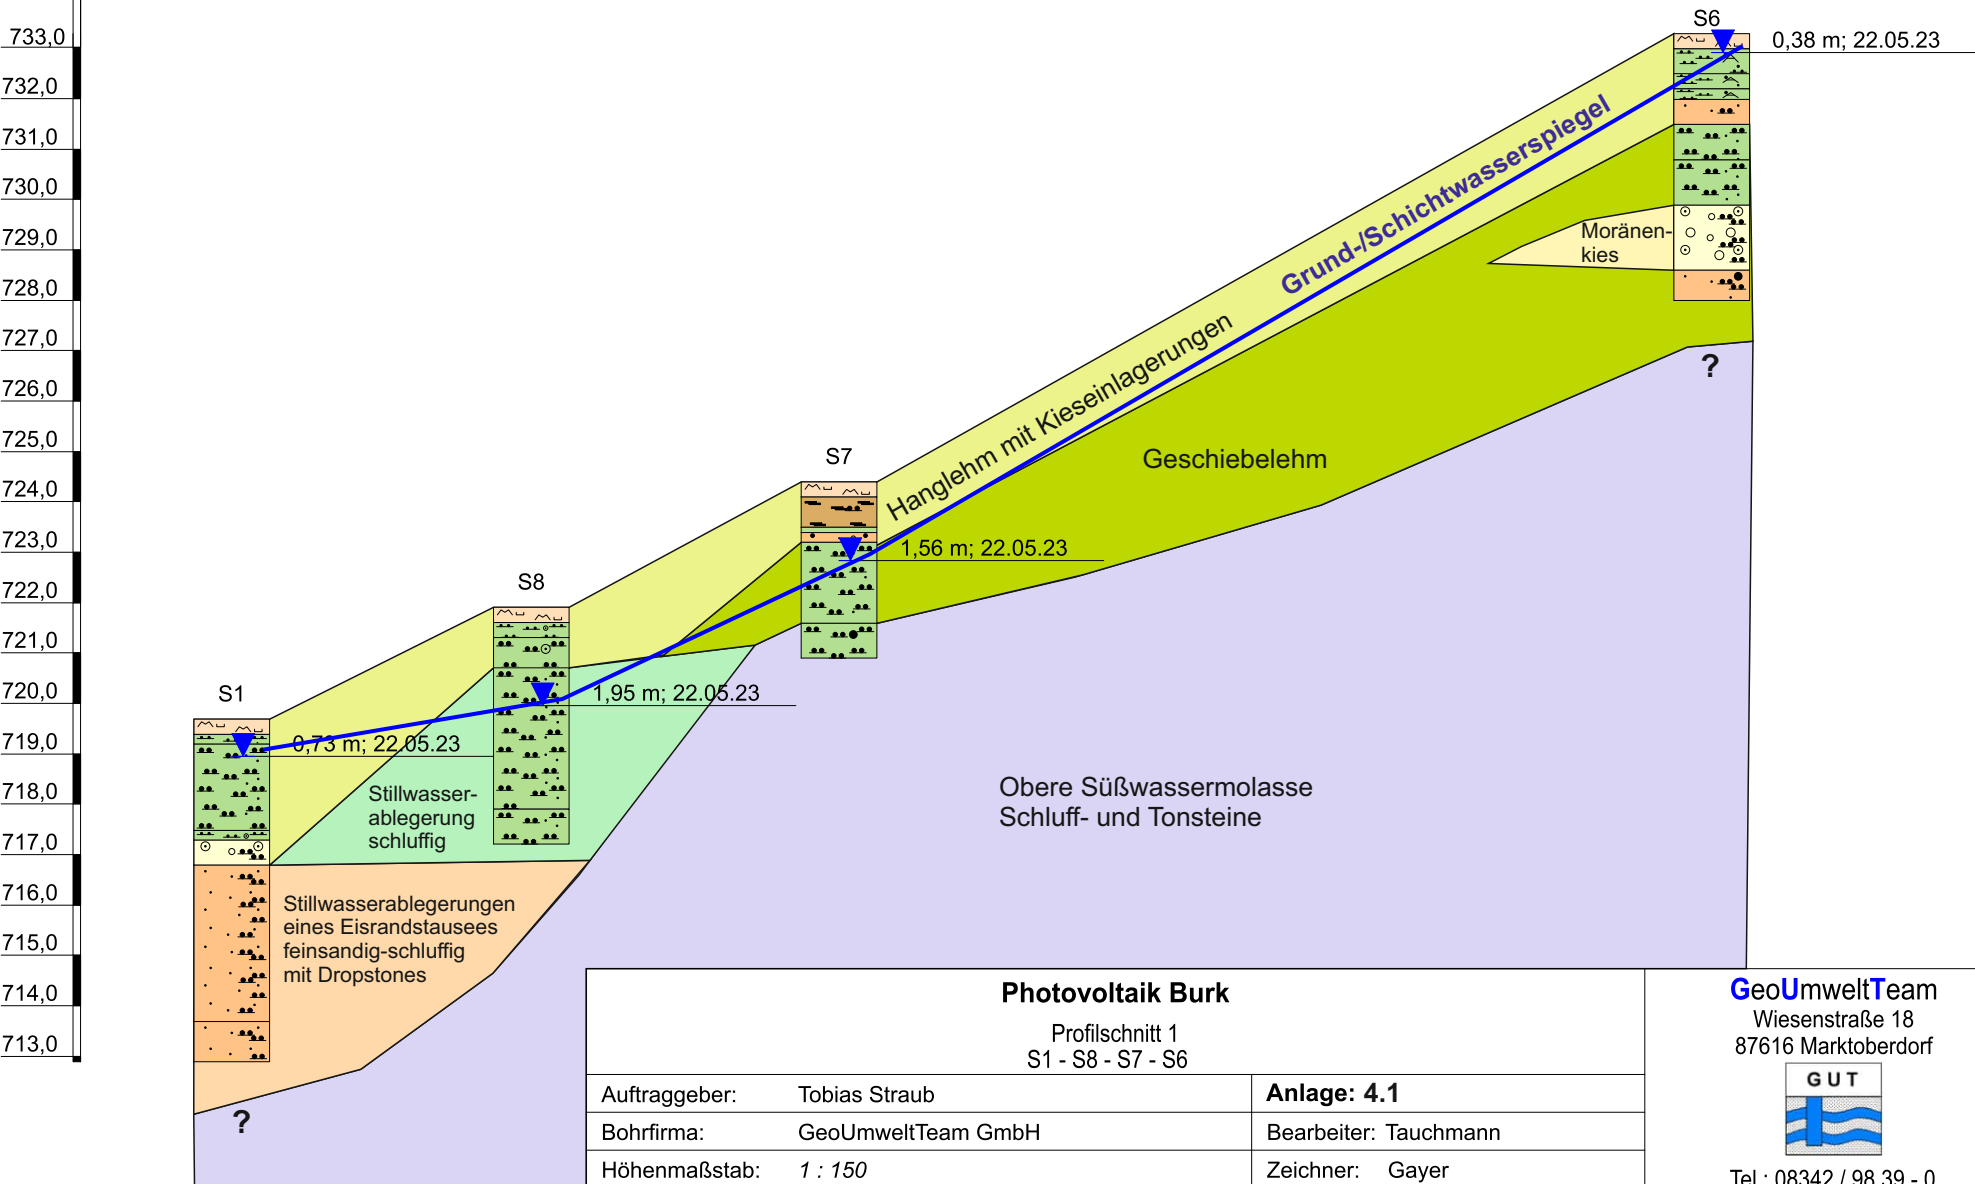 S6
733,0
0,38 m; 22.05.23
732,0
731,0
730,0
729,0
728,0
727,0
726,0
725,0
724,0
723,0
722,0
721,0
720,0
719,0
718,0
717,0
716,0
715,0
714,0
713,0
Grund-/Schichtwasserspiegel
Moränen-
kies
?
Hanglehm mit Kieseinlagerungen
Geschiebelehm
S7
1,56 m; 22.05.23
S8
1,95 m; 22.05.23
S1
0,73 m; 22.05.23
Stillwasser-
ablegerung
schluffig
Obere Süßwassermolasse
Schluff- und Tonsteine
Stillwasserablegerungen
eines Eisrandstausees
feinsandig-schluffig
mit Dropstones
?
Photovoltaik Burk
Profilschnitt 1
S1 - S8 - S7 - S6
Auftraggeber: Tobias Straub
Anlage: 4.1
Bohrfirma: GeoUmweltTeam GmbH
Bearbeiter: Tauchmann
Höhenmaßstab: 1 : 150
Zeichner: Gayer
GeoUmweltTeam
Wiesenstraße 18
87616 Marktoberdorf
GUT
Tel.: 08342 / 98 39 - 0